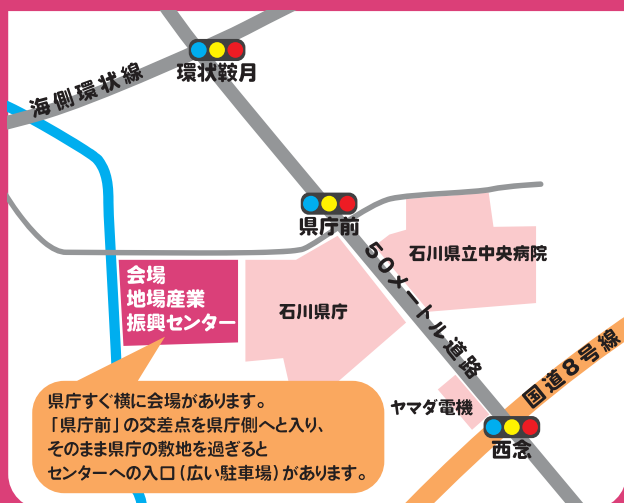 環状鞍月
海側環状線
県庁前
石川県立中央病院
50メートル道路
会場
地場産業
振興センター
石川県庁
国道8号線
ヤマダ電機
西念
県庁すぐ横に会場があります。
「県庁前」の交差点を県庁側へと入り、
そのまま県庁の敷地を過ぎると
センターへの入口(広い駐車場)があります。